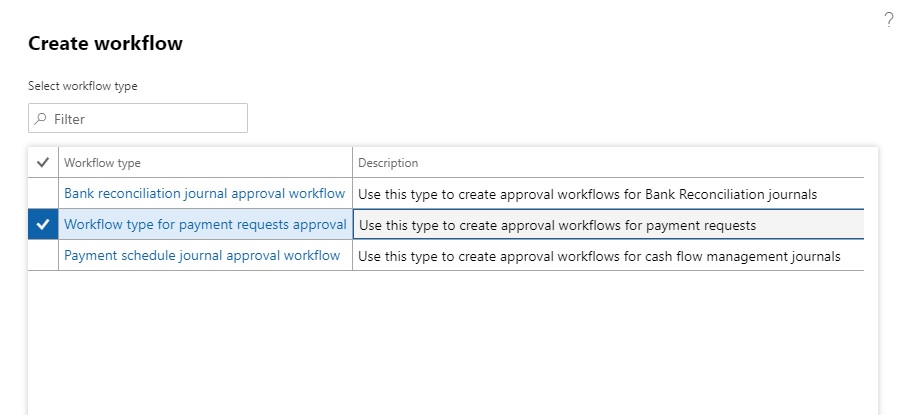 ?
Create workflow
Select workflow type
Filter
Workflow type Description
Bank reconciliation journal approval workflow Use this type to create approval workflows for Bank Reconciliation journals
Workflow type for payment requests approval Use this type to create approval workflows for payment requests
Payment schedule journal approval workflow Use this type to create approval workflows for cash flow management journals